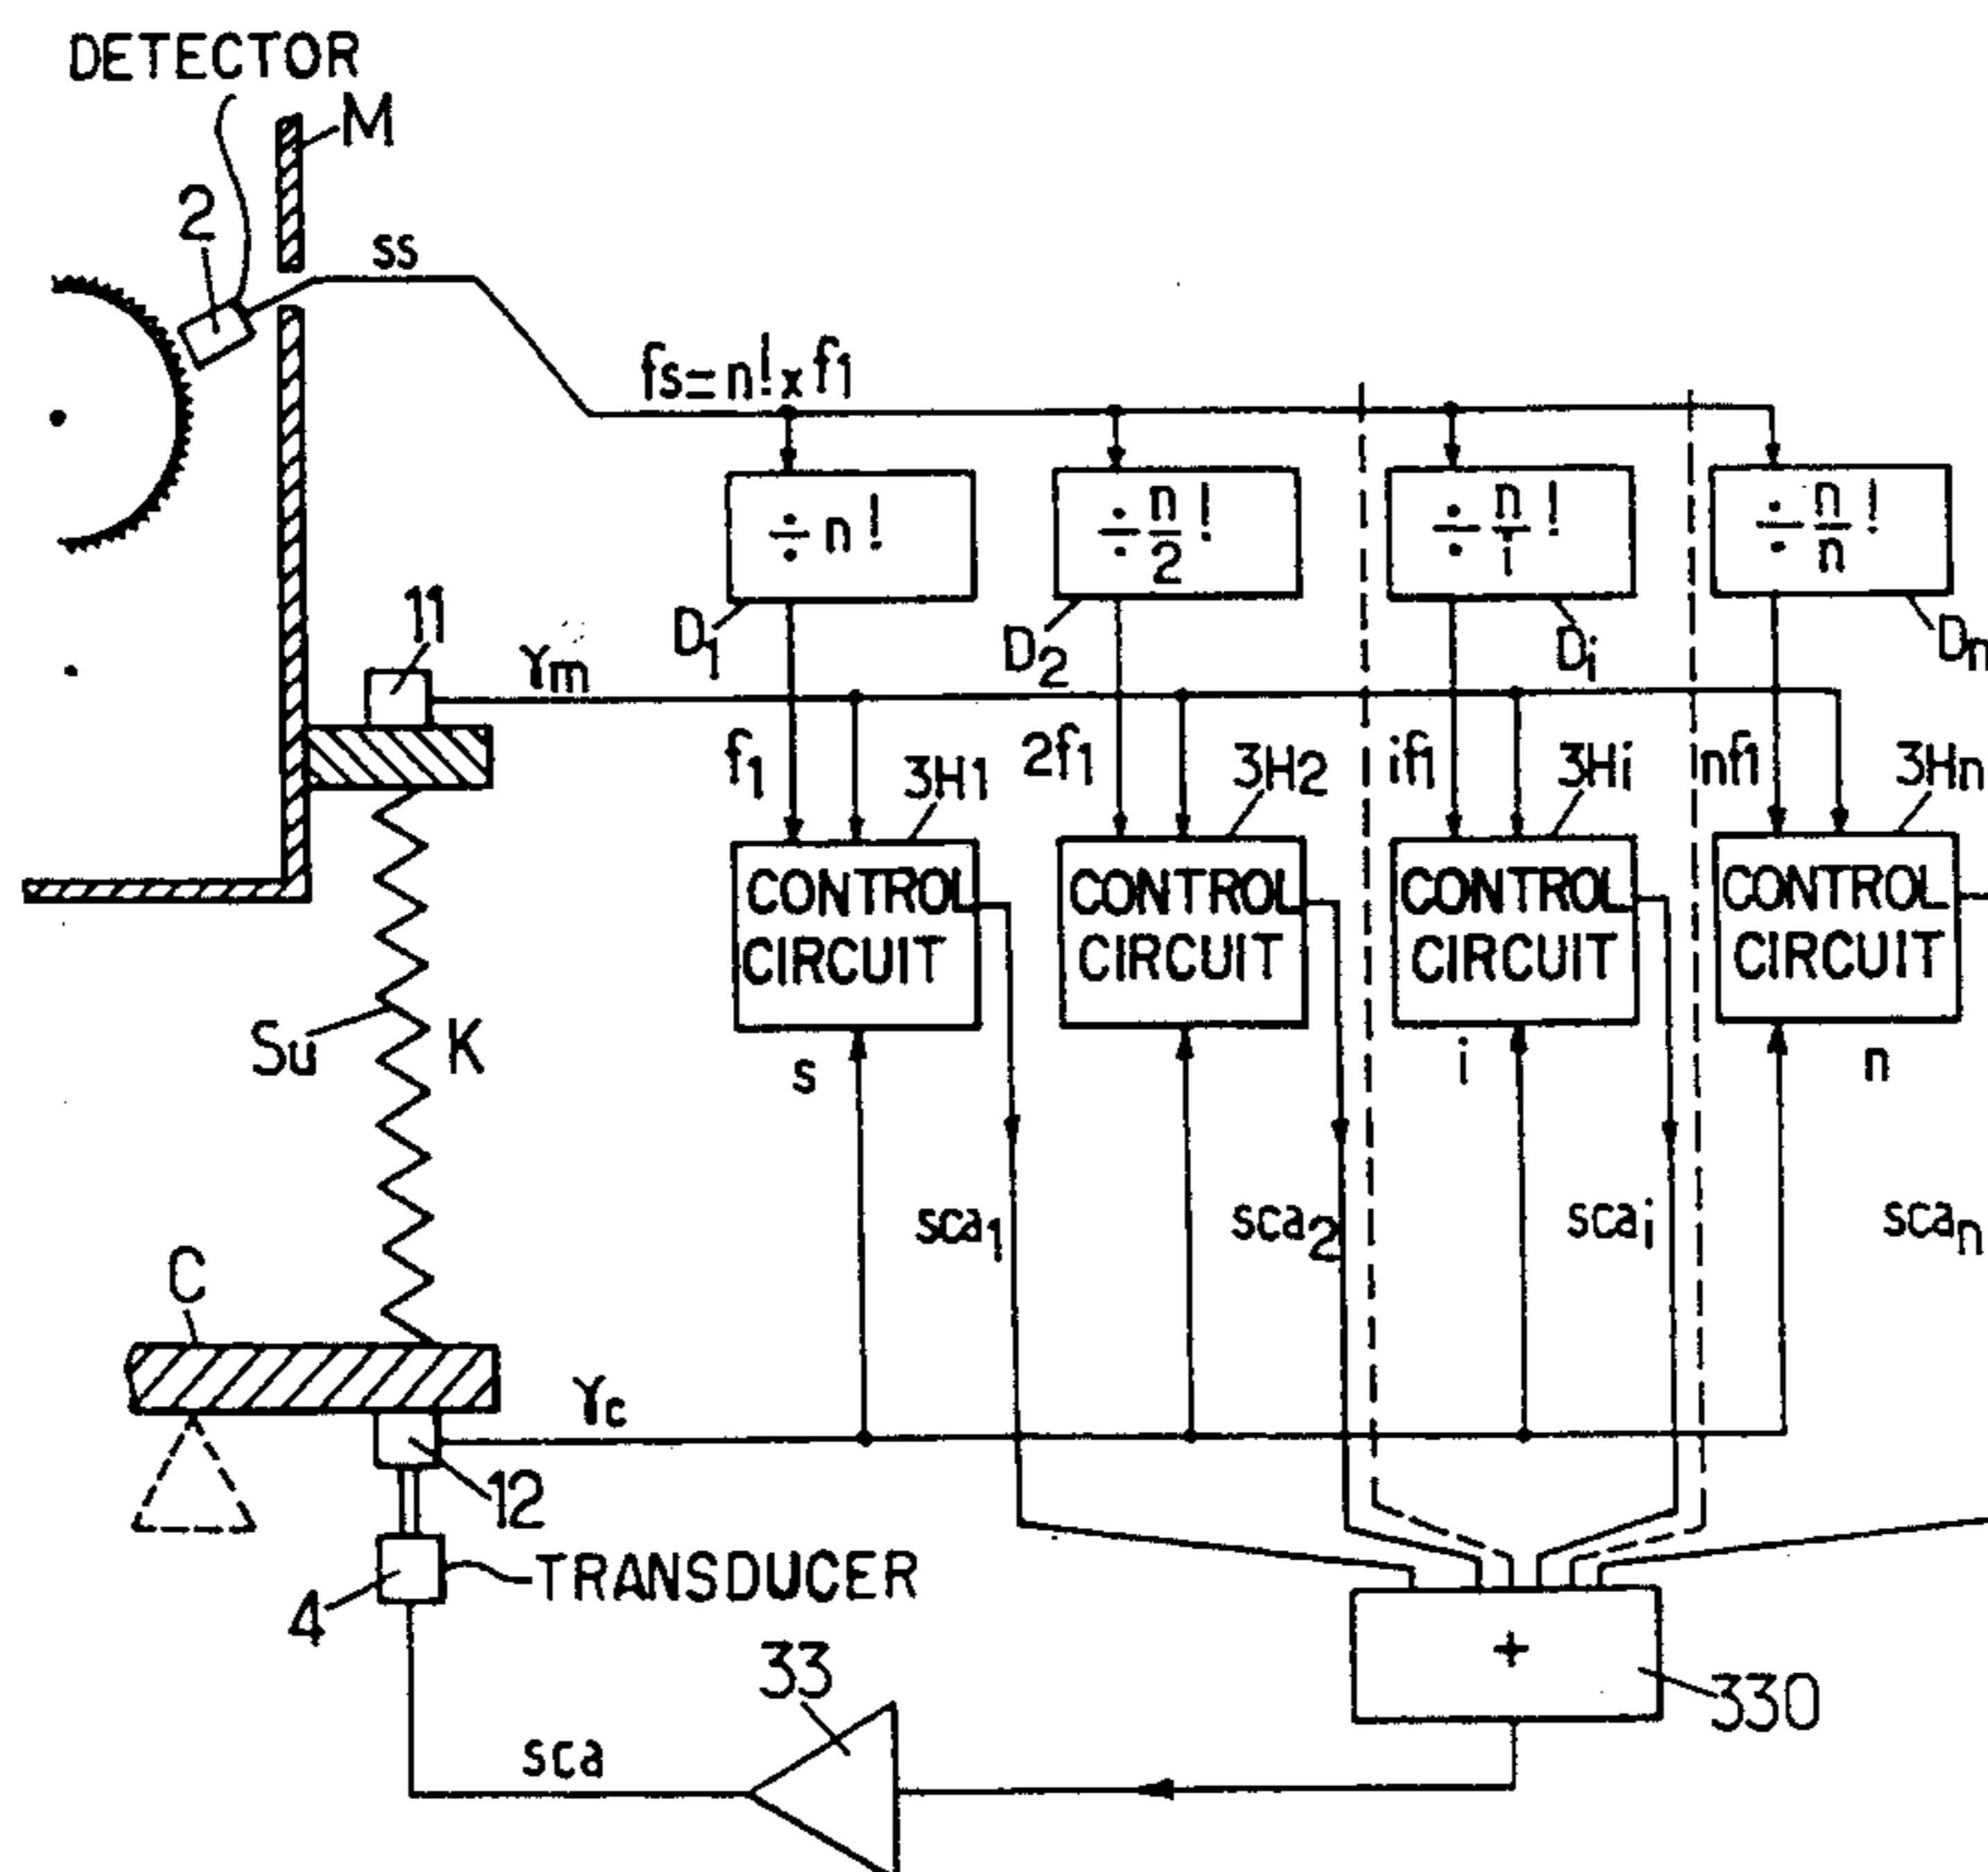 DETECTOR
M
2
ss
fs=n!xf1
÷ n!
÷ n/2 !
÷ n/i !
÷ n/n !
D1
D2
Di
Dn
11
γm
f1
3H1
2f1
3H2
if1
3Hi
nf1
3Hn
CONTROL CIRCUIT
CONTROL CIRCUIT
CONTROL CIRCUIT
CONTROL CIRCUIT
Su
K
s
i
n
sca1
sca2
scai
scan
C
γc
12
TRANSDUCER
4
+
330
33
sca